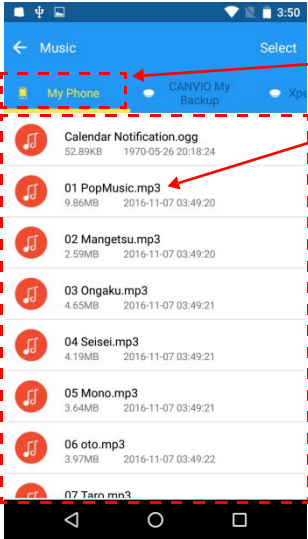 3:50
Music
Select
My Phone
CANVIO My
Backup
Xpe
Calendar Notification.ogg
52.89KB 1970-05-26 20:18:24
01 PopMusic.mp3
9.86MB 2016-11-07 03:49:20
02 Mangetsu.mp3
2.59MB 2016-11-07 03:49:20
03 Ongaku.mp3
4.65MB 2016-11-07 03:49:21
04 Seisei.mp3
4.19MB 2016-11-07 03:49:21
05 Mono.mp3
3.64MB 2016-11-07 03:49:21
06 oto.mp3
3.97MB 2016-11-07 03:49:22
07 Taro.mp3